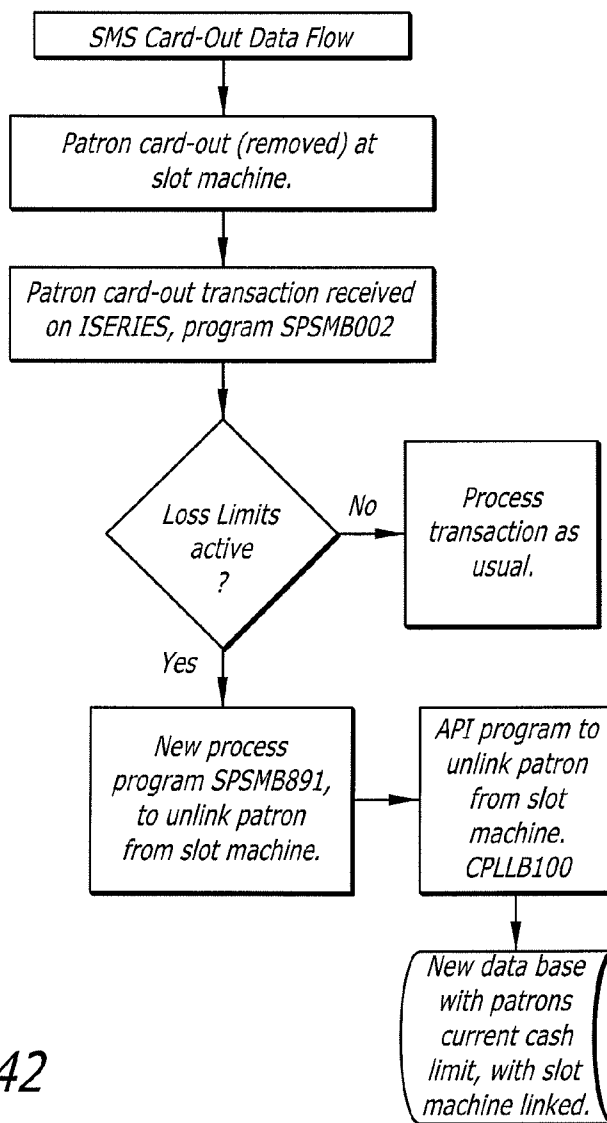 SMS Card-Out Data Flow
Patron card-out (removed) at
slot machine.
Patron card-out transaction received
on ISERIES, program SPSMB002
Loss Limits
active
?
No
Process
transaction as
usual.
Yes
New process
program SPSMB891,
to unlink patron
from slot machine.
API program to
unlink patron
from slot
machine.
CPLLB100
New data base
with patrons
current cash
limit, with slot
machine linked.
42